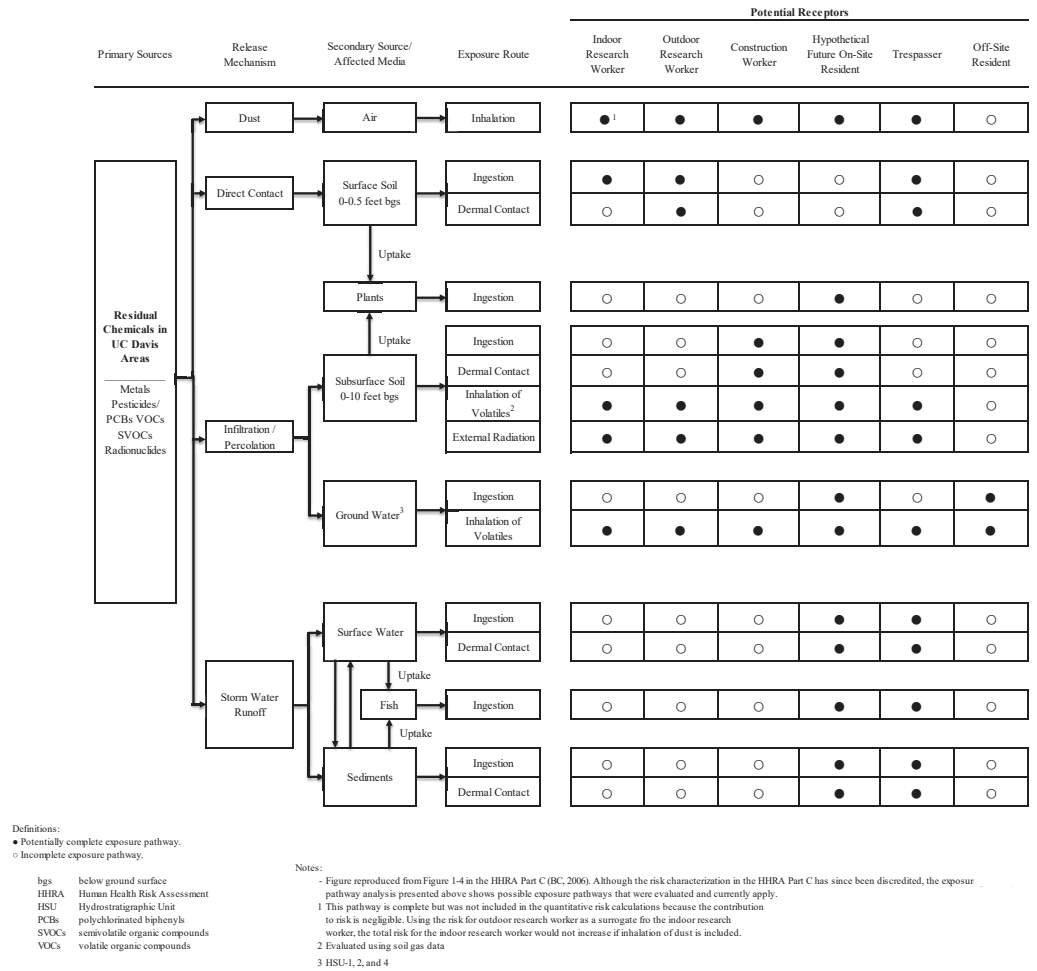 Potential Receptors
Primary Sources
Release
Mechanism
Secondary Source/
Affected Media
Exposure Route
Indoor
Research
Worker
Outdoor
Research
Worker
Construction
Worker
Hypothetical
Future On-Site
Resident
Trespasser
Off-Site
Resident
Dust
Air
Inhalation
● 1 ● ● ● ● ○
Direct Contact
Surface Soil
0-0.5 feet bgs
Ingestion
● ● ○ ○ ● ○
Dermal Contact
○ ● ○ ○ ● ○
Uptake
Plants
Ingestion
○ ○ ○ ● ○ ○
Uptake
Residual
Chemicals in
UC Davis
Areas
Metals
Pesticides/
PCBs VOCs
SVOCs
Radionuclides
Infiltration /
Percolation
Subsurface Soil
0-10 feet bgs
Ingestion
○ ○ ● ● ○ ○
Dermal Contact
○ ○ ● ● ○ ○
Inhalation of
Volatiles2
● ● ● ● ● ○
External Radiation
● ● ● ● ● ○
Ground Water3
Ingestion
○ ○ ○ ● ○ ●
Inhalation of
Volatiles
● ● ● ● ● ●
Storm Water
Runoff
Surface Water
Ingestion
○ ○ ○ ● ● ○
Dermal Contact
○ ○ ○ ● ● ○
Uptake
Fish
Ingestion
○ ○ ○ ● ● ○
Uptake
Sediments
Ingestion
○ ○ ○ ● ● ○
Dermal Contact
○ ○ ○ ● ● ○
Definitions:
● Potentially complete exposure pathway.
○ Incomplete exposure pathway.
bgs below ground surface
HHRA Human Health Risk Assessment
HSU Hydrostratigraphic Unit
PCBs polychlorinated biphenyls
SVOCs semivolatile organic compounds
VOCs volatile organic compounds
Notes:
- Figure reproduced from Figure 1-4 in the HHRA Part C (BC, 2006). Although the risk characterization in the HHRA Part C has since been discredited, the exposur
pathway analysis presented above shows possible exposure pathways that were evaluated and currently apply.
1 This pathway is complete but was not included in the quantitative risk calculations because the contribution
to risk is negligible. Using the risk for outdoor research worker as a surrogate fro the indoor research
worker, the total risk for the indoor research worker would not increase if inhalation of dust is included.
2 Evaluated using soil gas data
3 HSU-1, 2, and 4